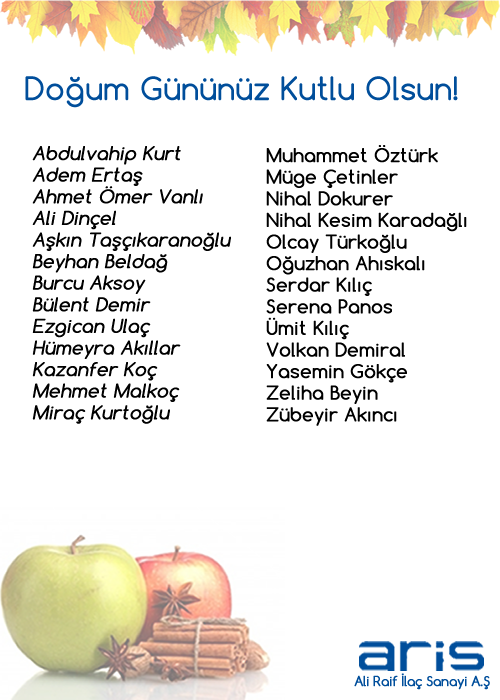 Doğum Gününüz Kutlu Olsun!
Abdulvahip Kurt
Adem Ertaş
Ahmet Ömer Vanlı
Ali Dinçel
Aşkın Taşçıkaranoğlu
Beyhan Beldağ
Burcu Aksoy
Bülent Demir
Ezgican Ulaç
Hümeyra Akıllar
Kazanfer Koç
Mehmet Malkoç
Miraç Kurtoğlu
Muhammet Öztürk
Müge Çetinler
Nihal Dokurer
Nihal Kesim Karadağlı
Olcay Türkoğlu
Oğuzhan Ahıskalı
Serdar Kılıç
Serena Panos
Ümit Kılıç
Volkan Demiral
Yasemin Gökçe
Zeliha Beyin
Zübeyir Akıncı
aris
Ali Raif İlaç Sanayi A.Ş